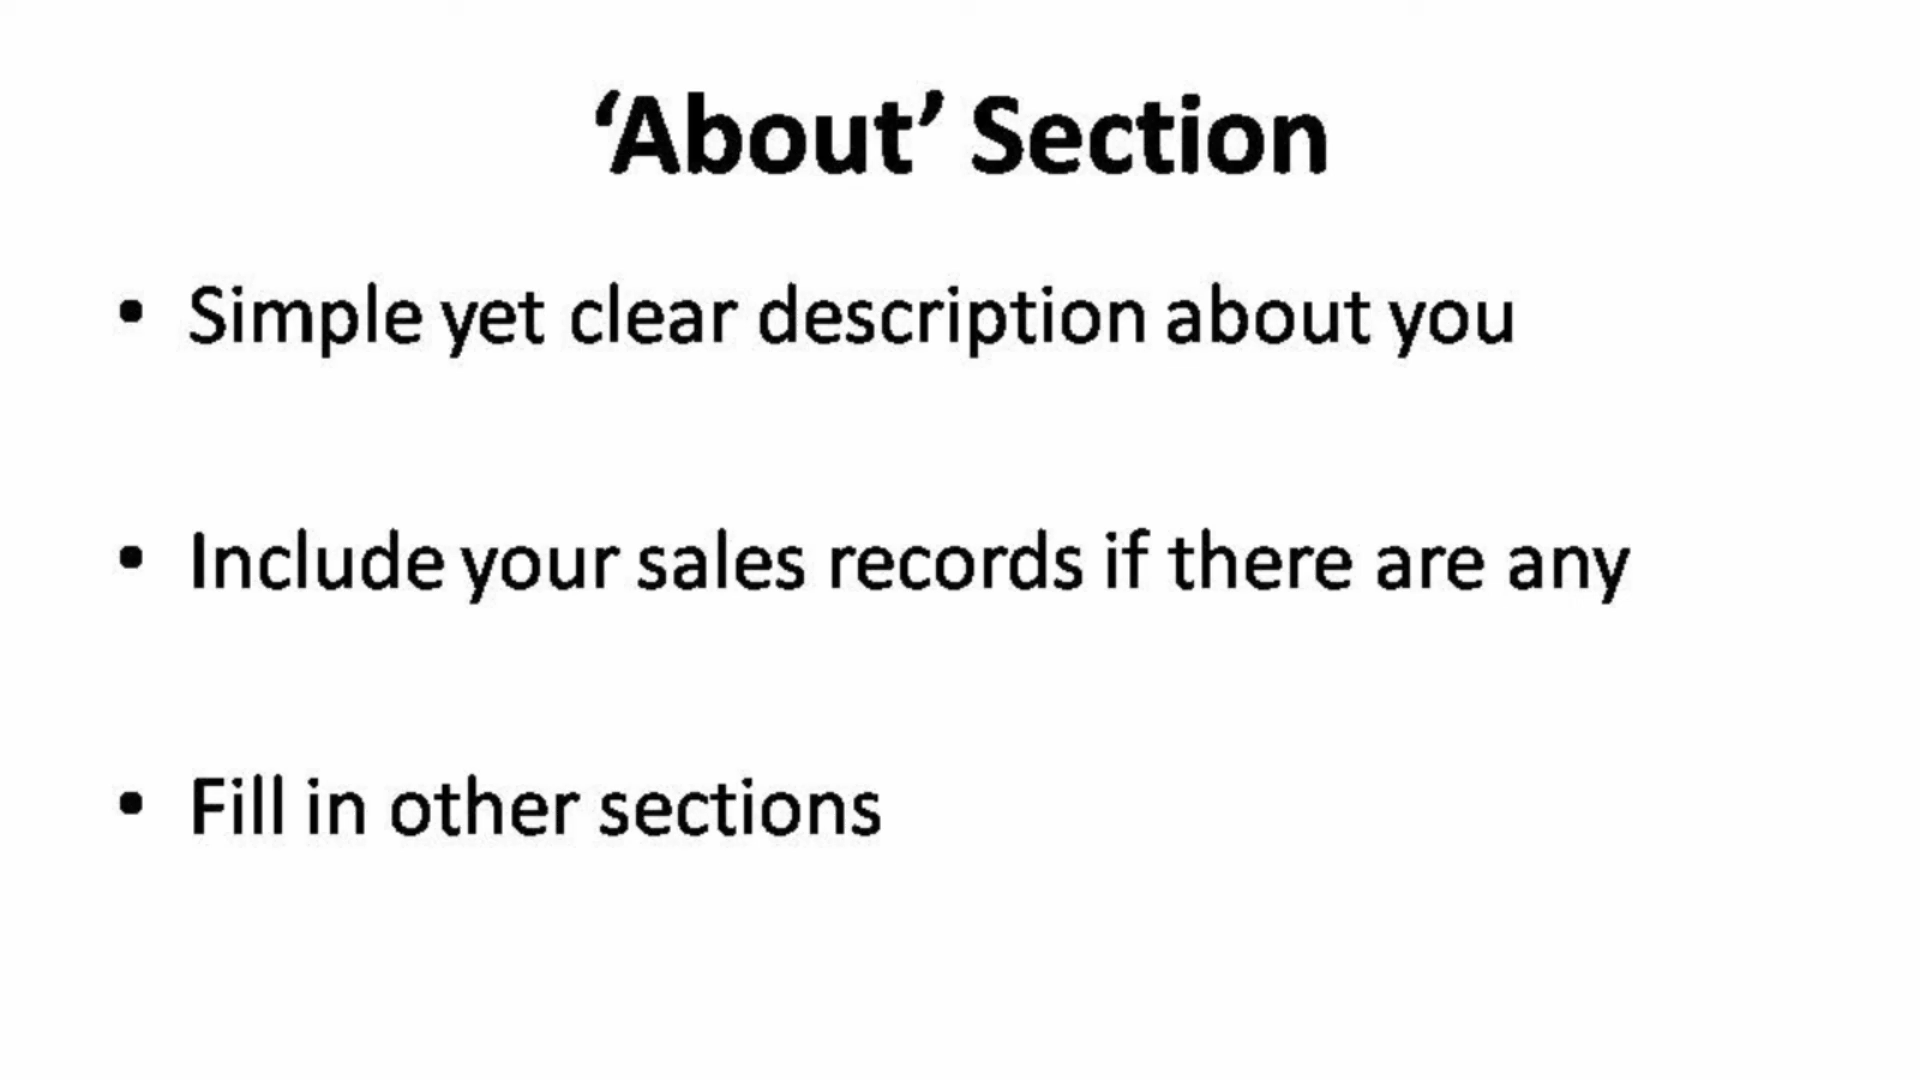 ‘About’ Section
• Simple yet clear description about you
• Include your sales records if there are any
• Fill in other sections